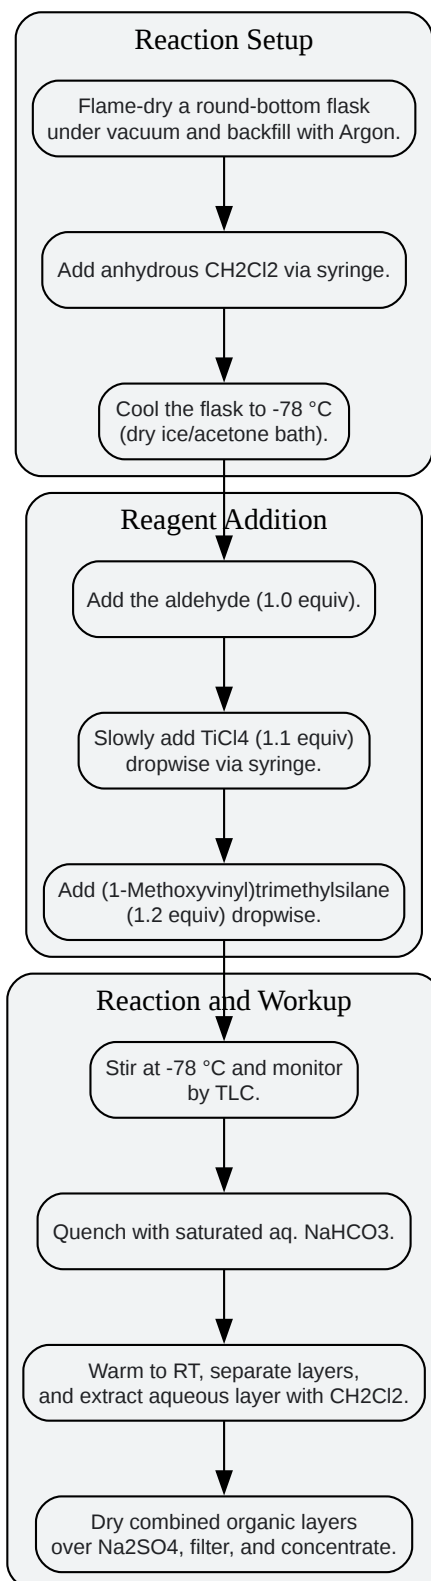 Reaction Setup
Flame-dry a round-bottom flask
under vacuum and backfill with Argon.
Add anhydrous CH2Cl2 via syringe.
Cool the flask to -78 °C
(dry ice/acetone bath).
Reagent Addition
Add the aldehyde (1.0 equiv).
Slowly add TiCl4 (1.1 equiv)
dropwise via syringe.
Add (1-Methoxyvinyl)trimethylsilane
(1.2 equiv) dropwise.
Reaction and Workup
Stir at -78 °C and monitor
by TLC.
Quench with saturated aq. NaHCO3.
Warm to RT, separate layers,
and extract aqueous layer with CH2Cl2.
Dry combined organic layers
over Na2SO4, filter, and concentrate.